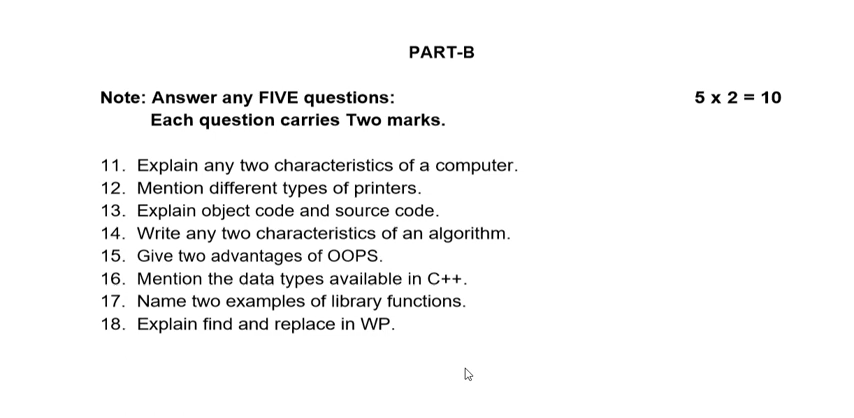 PART-B
Note: Answer any FIVE questions: 5 x 2 = 10
Each question carries Two marks.
11. Explain any two characteristics of a computer.
12. Mention different types of printers.
13. Explain object code and source code.
14. Write any two characteristics of an algorithm.
15. Give two advantages of OOPS.
16. Mention the data types available in C++.
17. Name two examples of library functions.
18. Explain find and replace in WP.